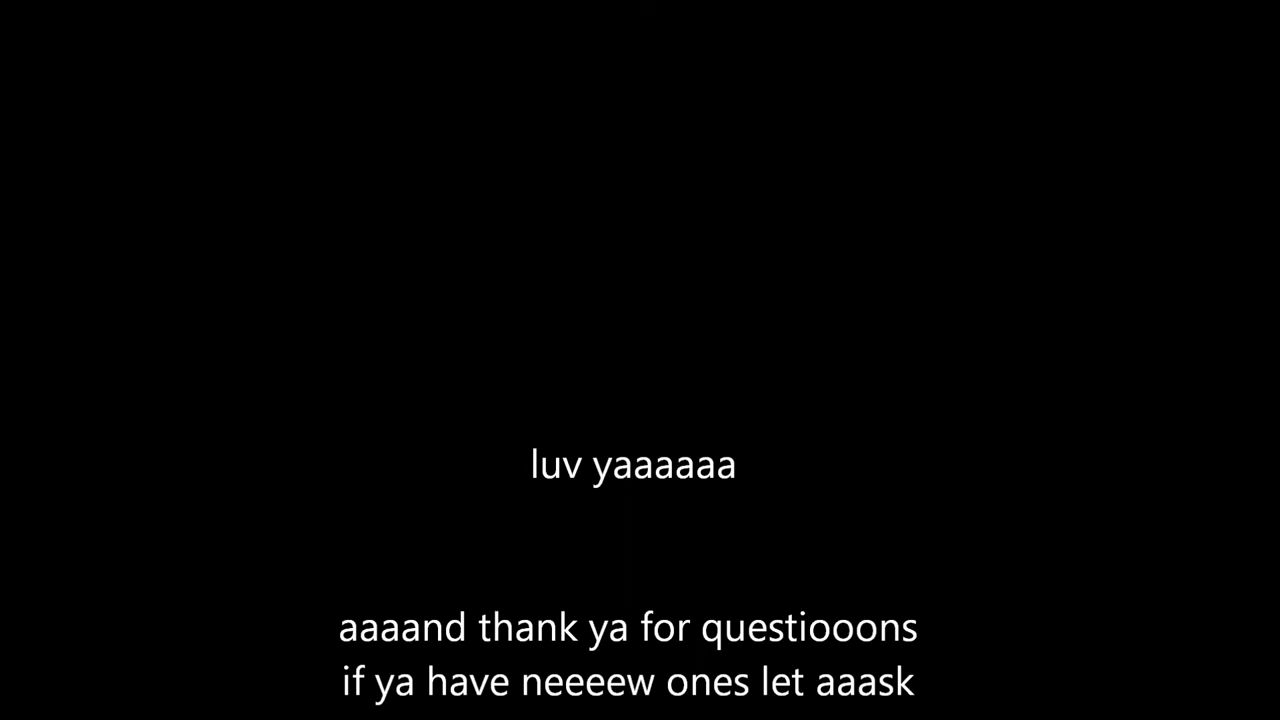 luv yaaaaaa
aaaand thank ya for questiooons
if ya have neeeew ones let aaask